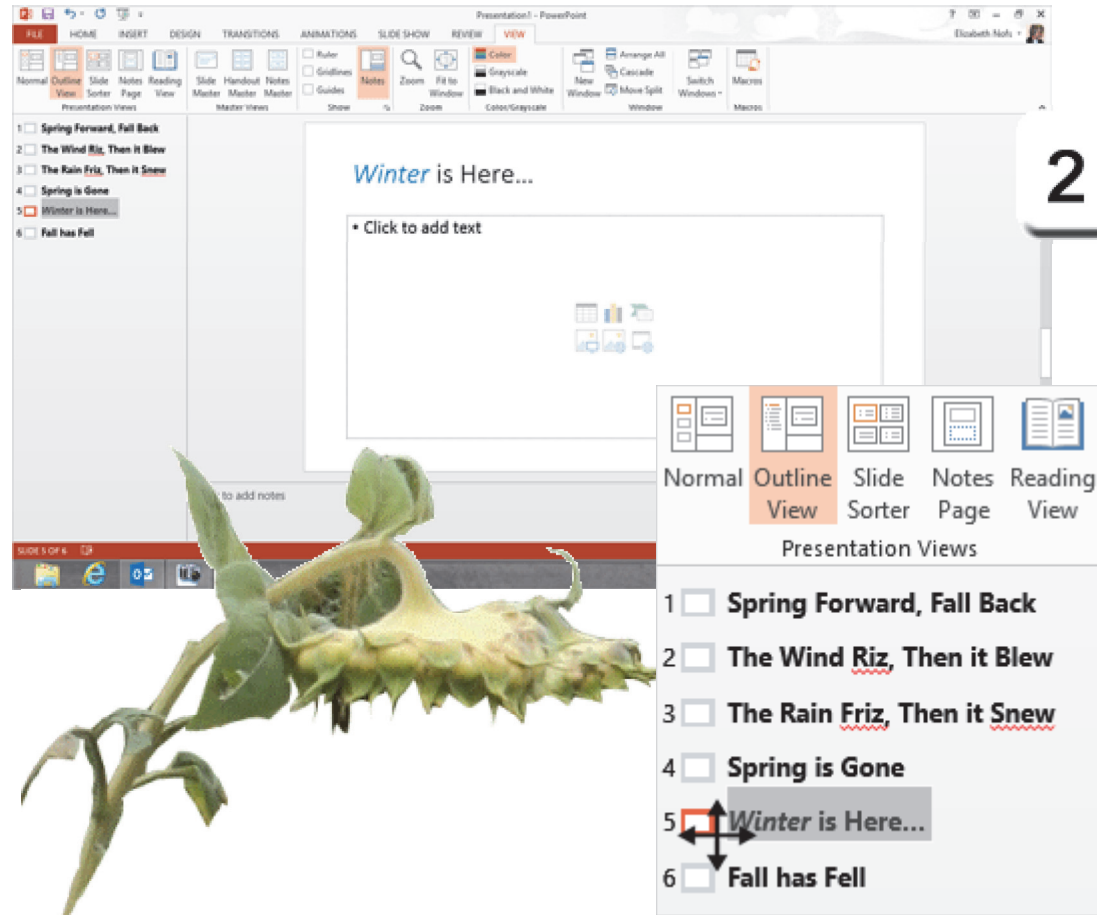 Presentation1 - PowerPoint
FILE HOME INSERT DESIGN TRANSITIONS ANIMATIONS SLIDE SHOW REVIEW VIEW Elizabeth Nofs
Normal Outline View Slide Sorter Notes Page Reading View
Presentation Views
Slide Master Handout Master Notes Master
Master Views
Ruler
Gridlines
Guides
Show
Notes
Zoom Fit to Window
Zoom
Color
Grayscale
Black and White
Color/Grayscale
New Window
Arrange All
Cascade
Move Split
Switch Windows
Window
Macros
Macros
1 Spring Forward, Fall Back
2 The Wind Riz, Then it Blew
3 The Rain Friz, Then it Snew
4 Spring is Gone
5 Winter is Here...
6 Fall has Fell
Winter is Here...
• Click to add text
to add notes
SLIDE 5 OF 6
2
Normal Outline View Slide Sorter Notes Page Reading View
Presentation Views
1 Spring Forward, Fall Back
2 The Wind Riz, Then it Blew
3 The Rain Friz, Then it Snew
4 Spring is Gone
5 Winter is Here...
6 Fall has Fell